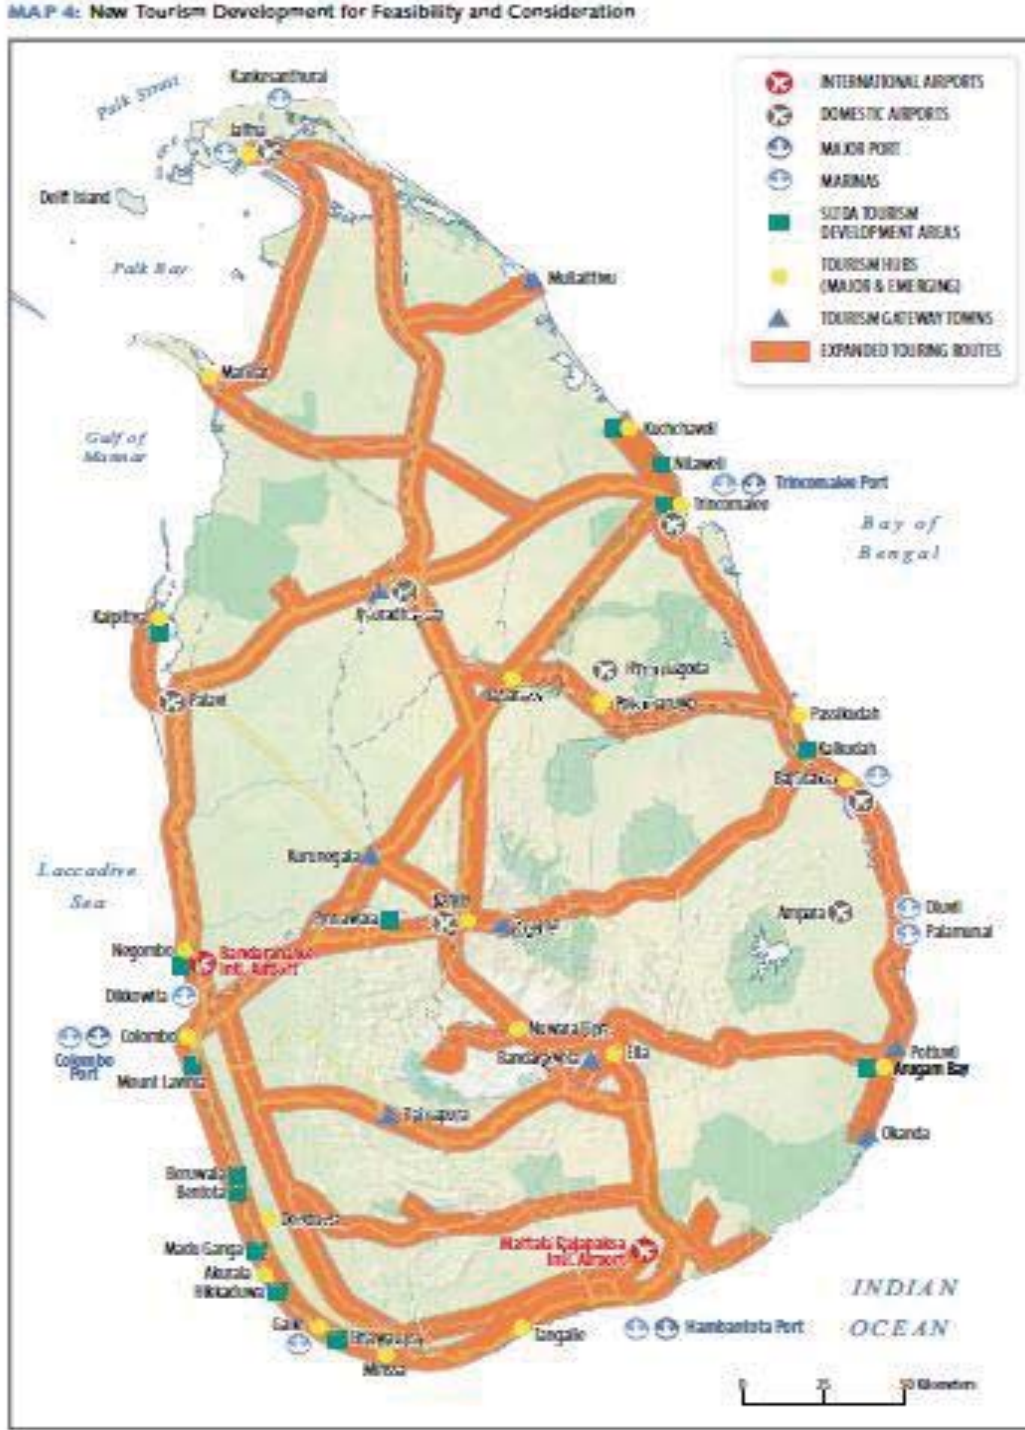 MAP 4: New Tourism Development for Feasibility and Consideration
INTERNATIONAL AIRPORTS
DOMESTIC AIRPORTS
MAJOR PORT
MARINAS
SLTDA TOURISM
DEVELOPMENT AREAS
TOURISM HUBS
(MAJOR & EMERGING)
TOURISM GATEWAY TOWNS
EXPANDED TOURING ROUTES
Kankesanthurai
Palk Strait
Jaffna
Delft Island
Palk Bay
Mullaittivu
Mannar
Gulf of
Mannar
Kuchchaveli
Nilaveli
Trincomalee Port
Trincomalee
Bay of
Bengal
Kalpitiya
Palavi
Passikudah
Kalkudah
Laccadive
Sea
Kurunegala
Pinnawala
Kandy
Ampara
Oluvil
Palamunai
Negombo
Bandaranaike
Intl. Airport
Dikkowita
Colombo
Colombo
Port
Mount Lavinia
Nuwara Eliya
Bandarawela
Ella
Pottuvil
Arugam Bay
Okanda
Ratnapura
Beruwala
Bentota
Madu Ganga
Akurala
Hikkaduwa
Mattala Rajapaksa
Intl. Airport
Galle
Mirissa
Tangalle
Hambantota Port
INDIAN
OCEAN
0 25 50 Kilometers